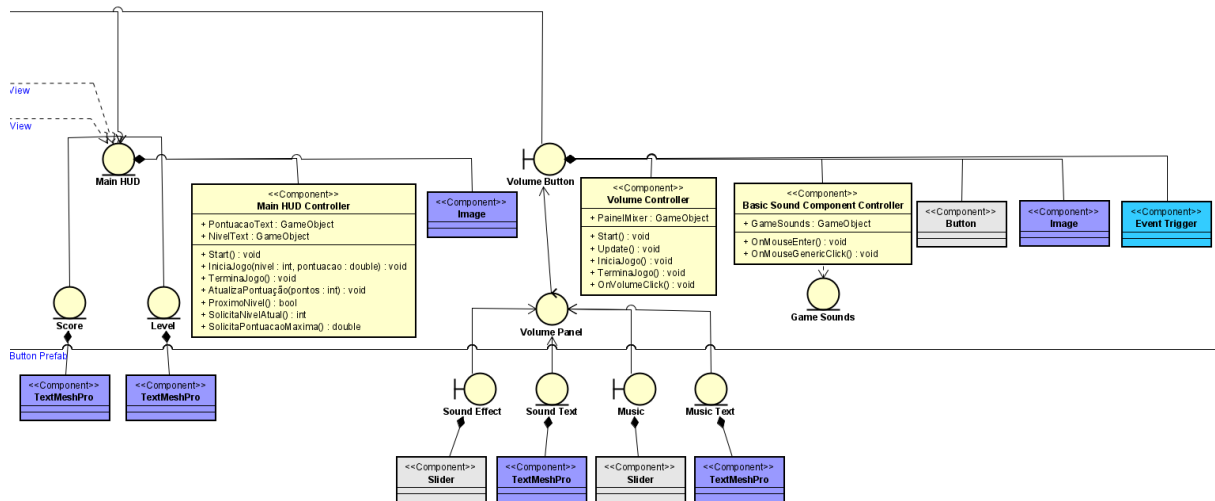 View
View
Main HUD
Volume Button
<<Component>>
Main HUD Controller
+ PontuacaoText : GameObject
+ NivelText : GameObject
+ Start() : void
+ IniciaJogo(nivel : int, pontuacao : double) : void
+ TerminaJogo() : void
+ AtualizaPontuação(pontos : int) : void
+ ProximoNivel() : bool
+ SolicitaNivelAtual() : int
+ SolicitaPontuacaoMaxima() : double
<<Component>>
Image
<<Component>>
Volume Controller
+ PainelMixer : GameObject
+ Start() : void
+ Update() : void
+ IniciaJogo() : void
+ TerminaJogo() : void
+ OnVolumeClick() : void
<<Component>>
Basic Sound Component Controller
+ GameSounds : GameObject
+ OnMouseEnter() : void
+ OnMouseGenericClick() : void
<<Component>>
Button
<<Component>>
Image
<<Component>>
Event Trigger
Score
Level
Volume Panel
Game Sounds
Button Prefab
<<Component>>
TextMeshPro
<<Component>>
TextMeshPro
Sound Effect
Sound Text
Music
Music Text
<<Component>>
Slider
<<Component>>
TextMeshPro
<<Component>>
Slider
<<Component>>
TextMeshPro